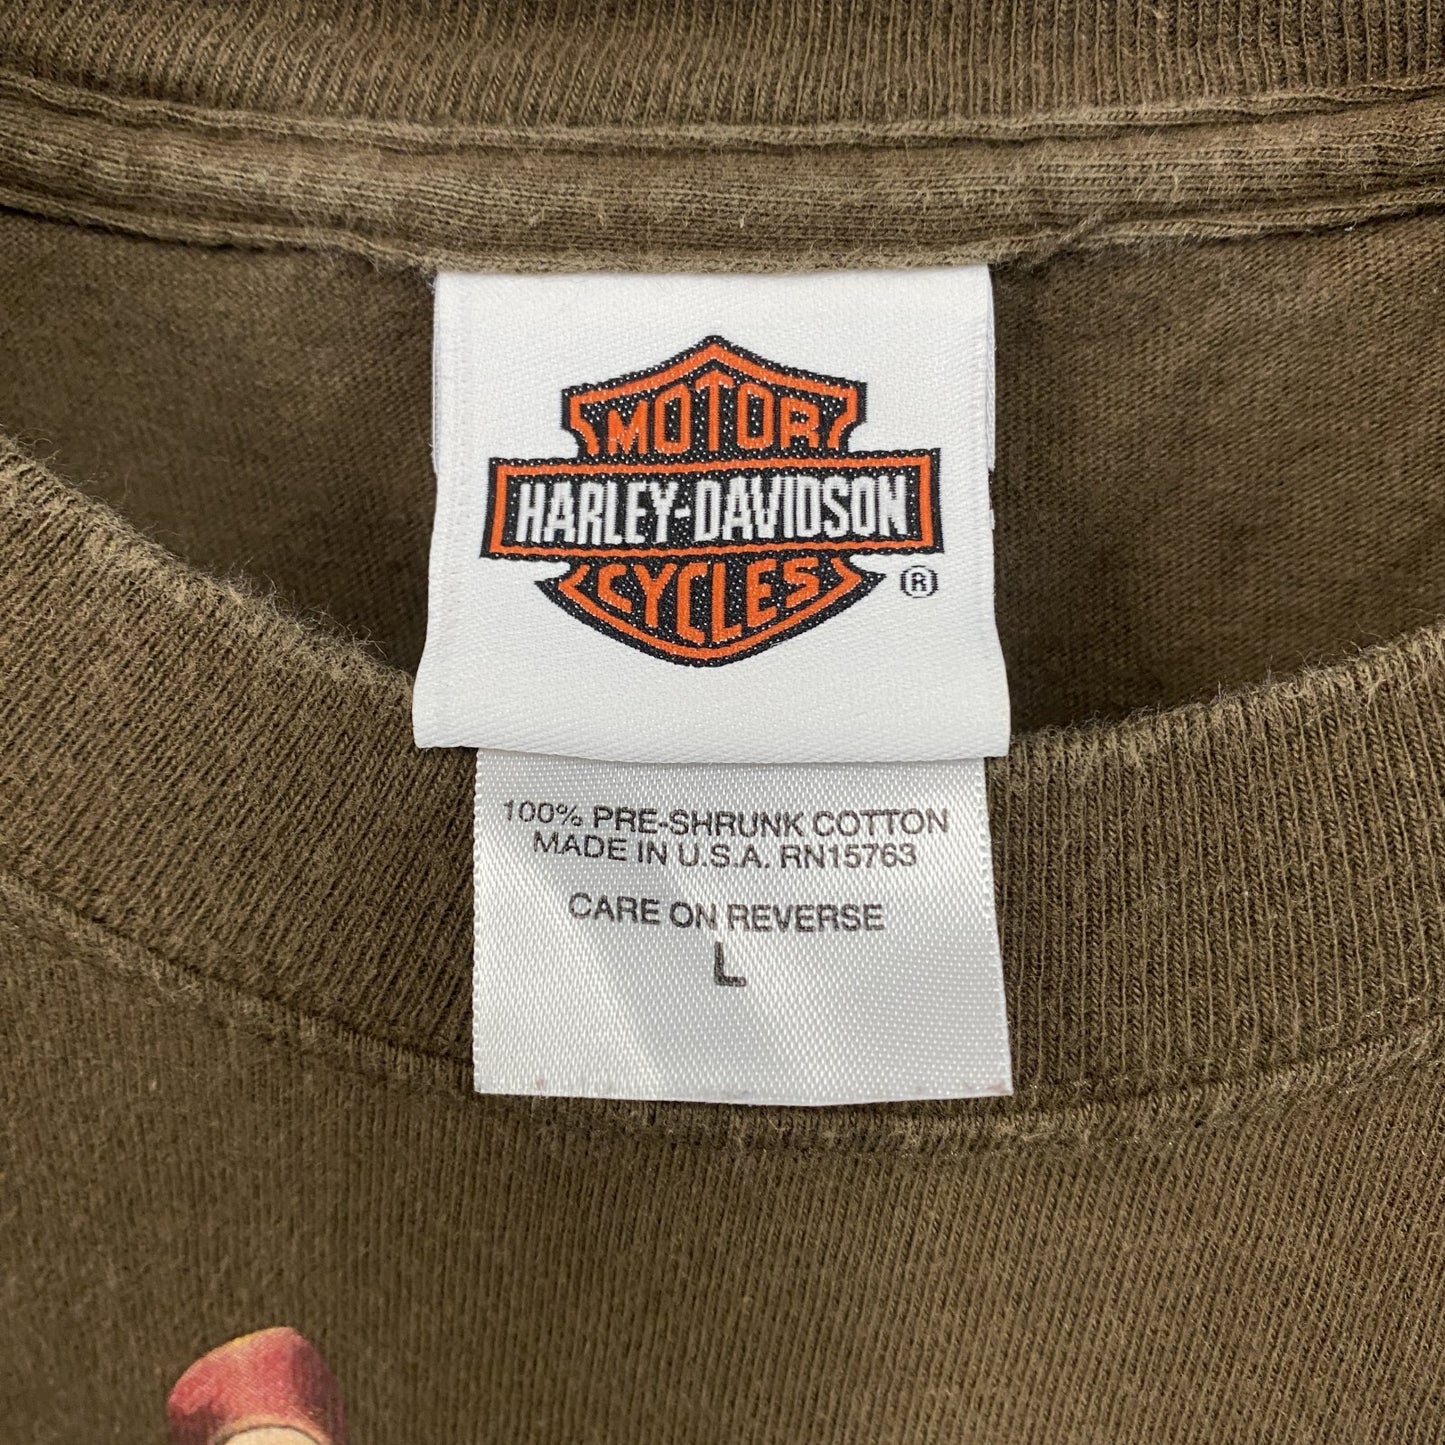 MOTOR
HARLEY-DAVIDSON
CYCLES
®
100% PRE-SHRUNK COTTON
MADE IN U.S.A. RN15763
CARE ON REVERSE
L